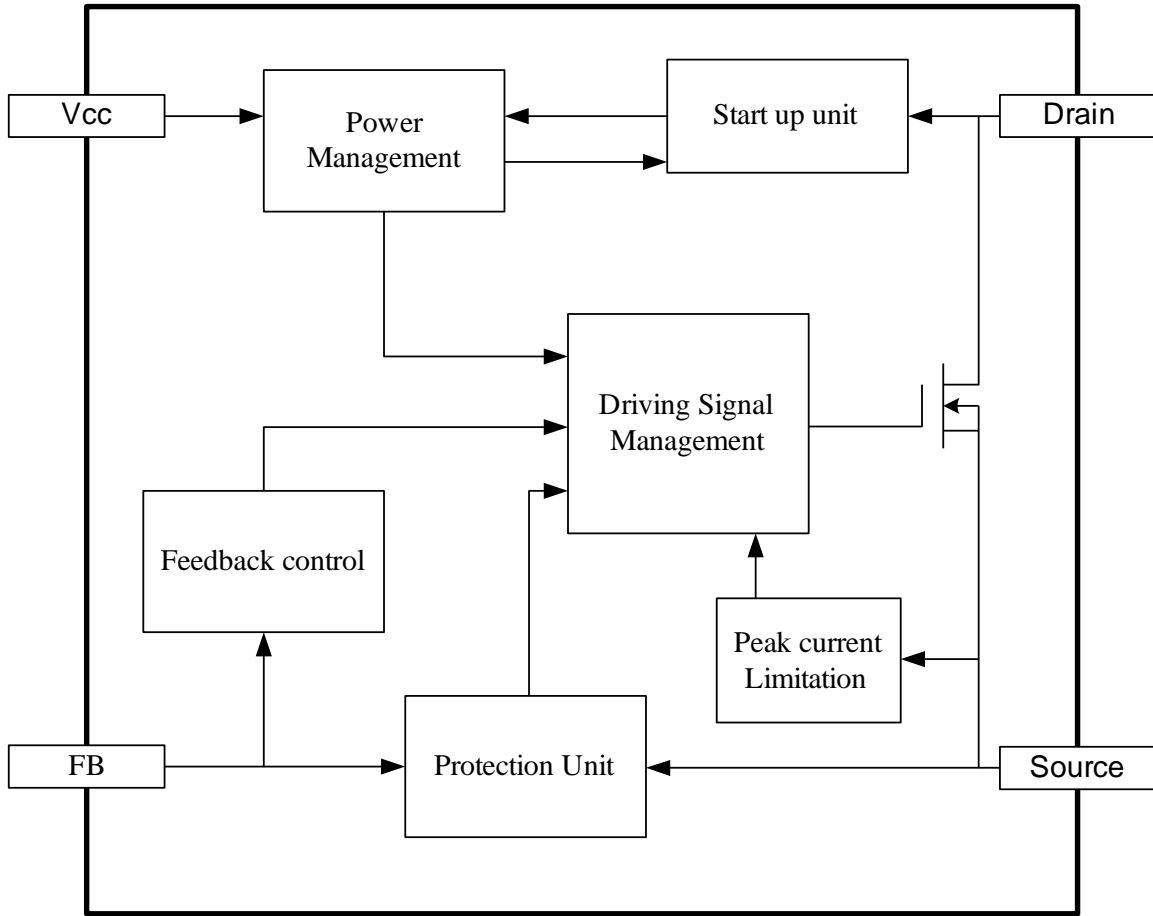 Vcc
Power
Management
Start up unit
Drain
Driving Signal
Management
Feedback control
Peak current
Limitation
FB
Protection Unit
Source